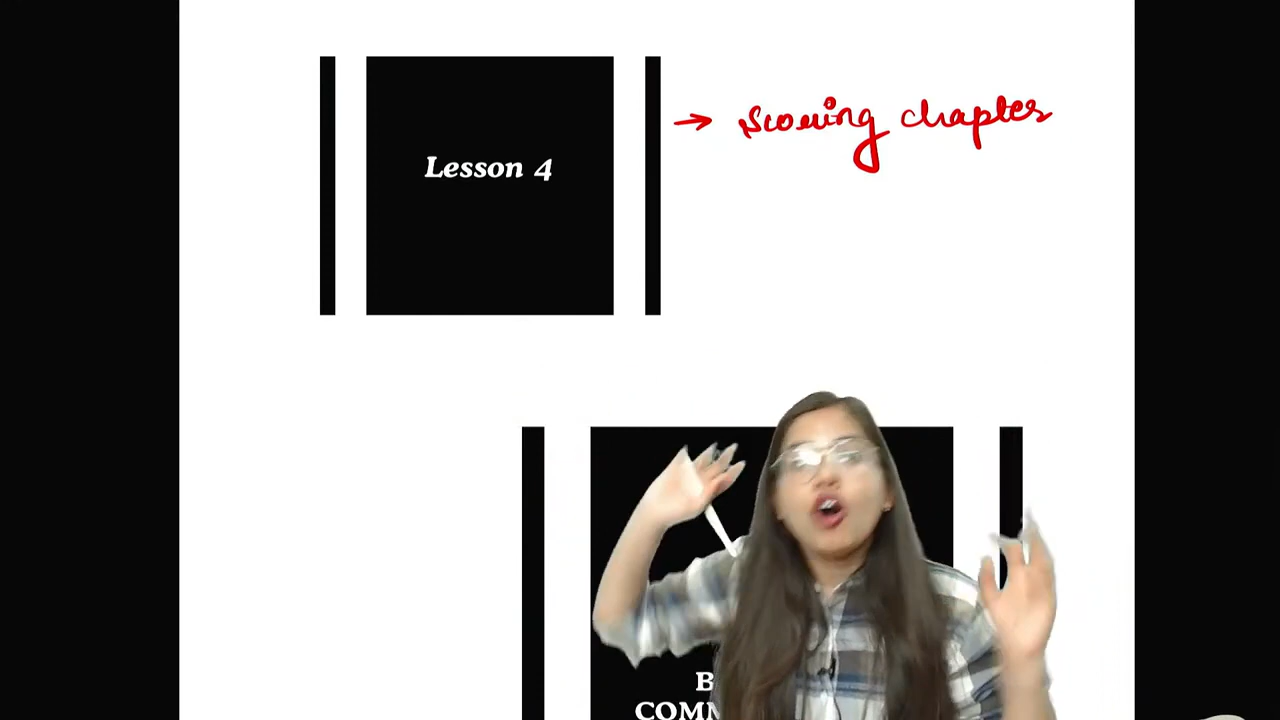 Lesson 4
→ Scoring chapter